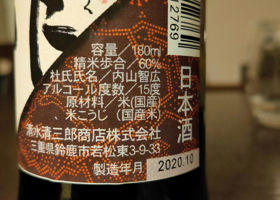 容量／180ml
精米歩合／60%
杜氏氏名／内山智広
アルコール度数／15度
原材料／米(国産)
米こうじ（国産米)
清水清三郎商店株式会社
三重県鈴鹿市若松東3-9-33
製造年月
2020.10
日本酒
02769